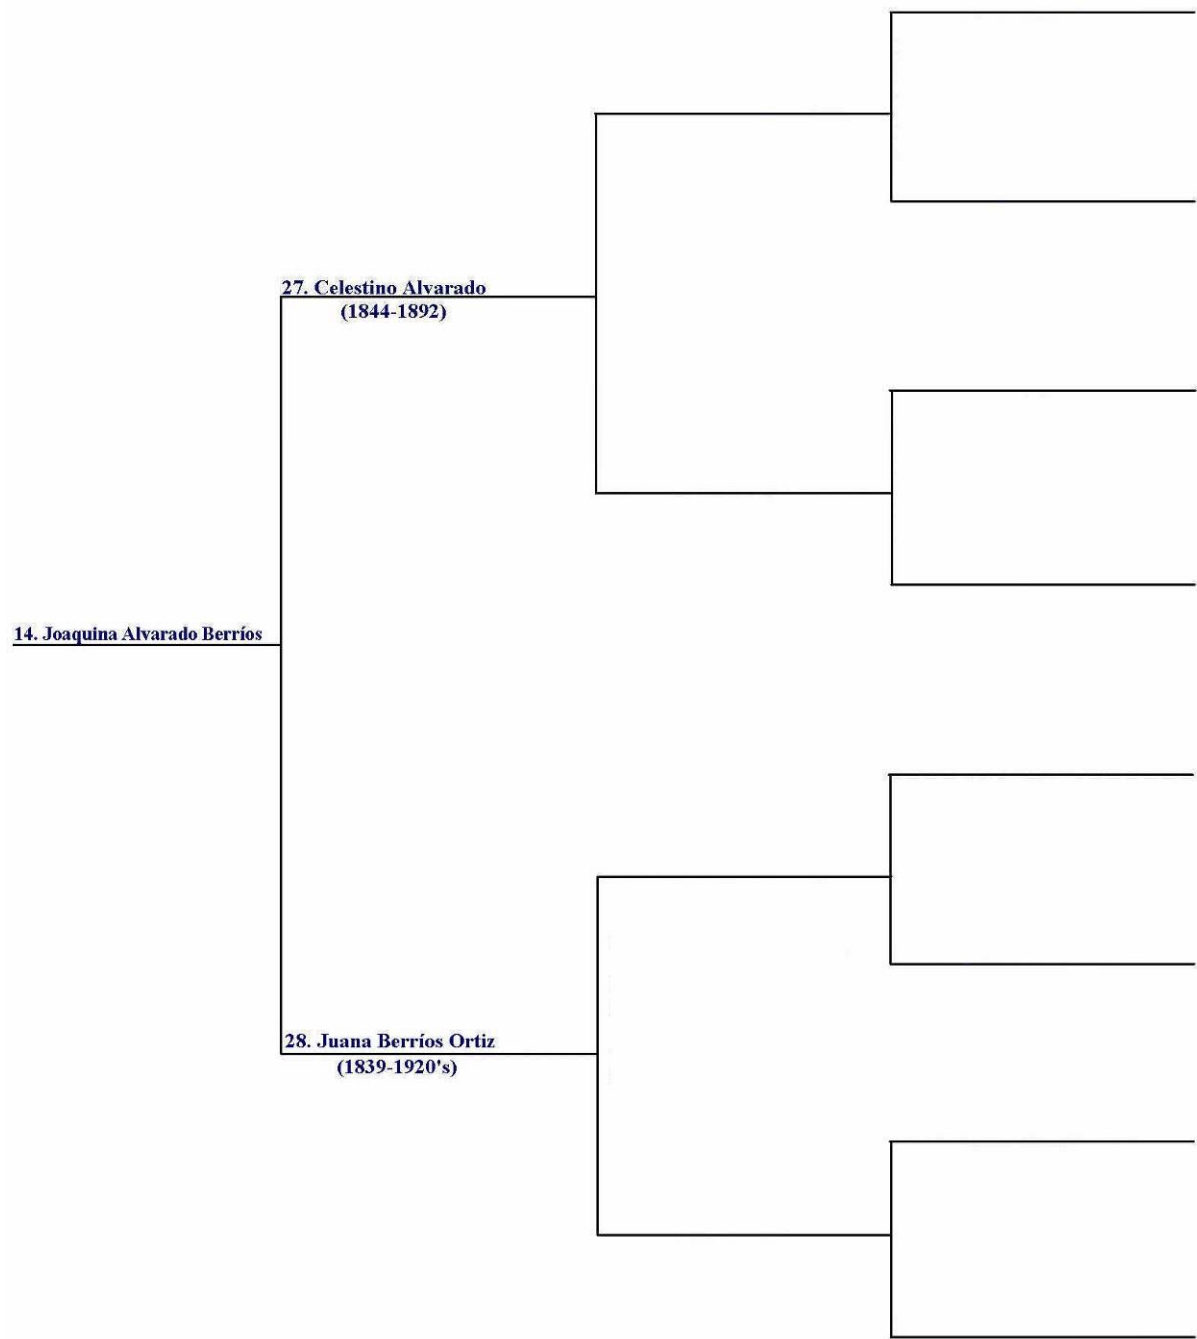 27. Celestino Alvarado
(1844-1892)
14. Joaquina Alvarado Berríos
28. Juana Berríos Ortiz
(1839-1920's)